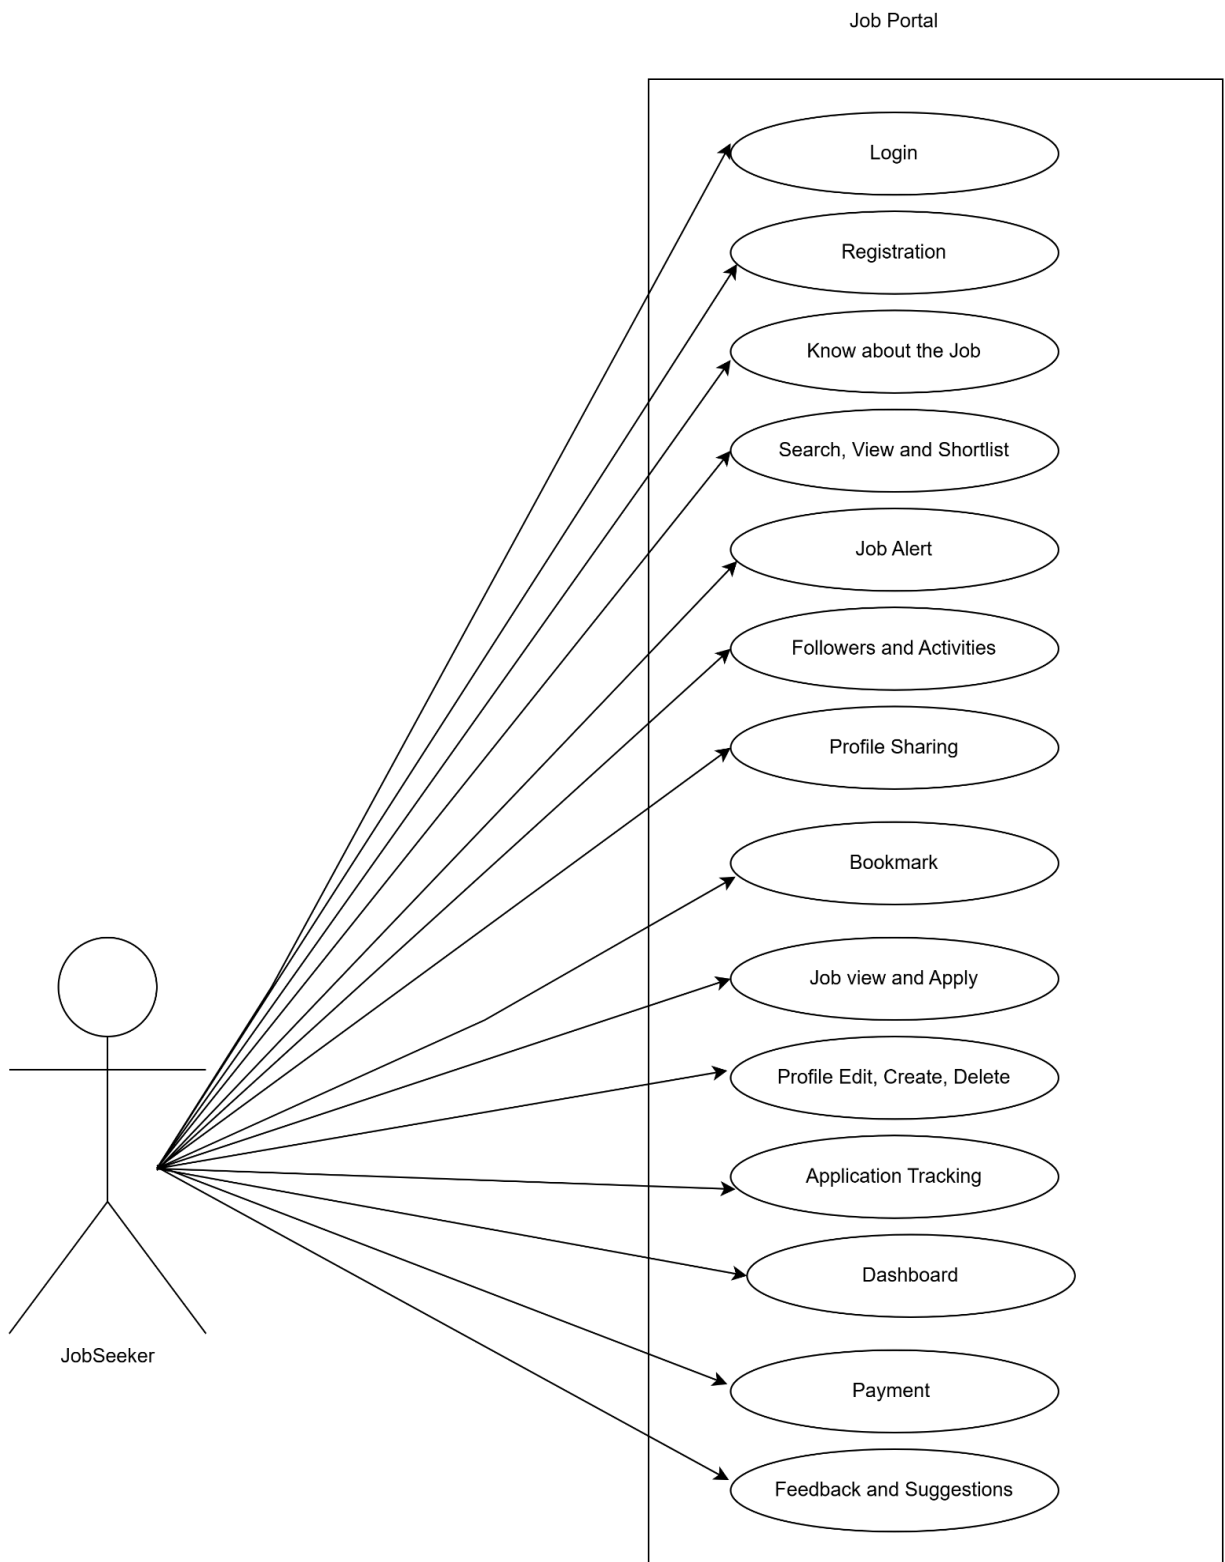 Job Portal
Login
Registration
Know about the Job
Search, View and Shortlist
Job Alert
Followers and Activities
Profile Sharing
Bookmark
Job view and Apply
Profile Edit, Create, Delete
Application Tracking
Dashboard
JobSeeker
Payment
Feedback and Suggestions